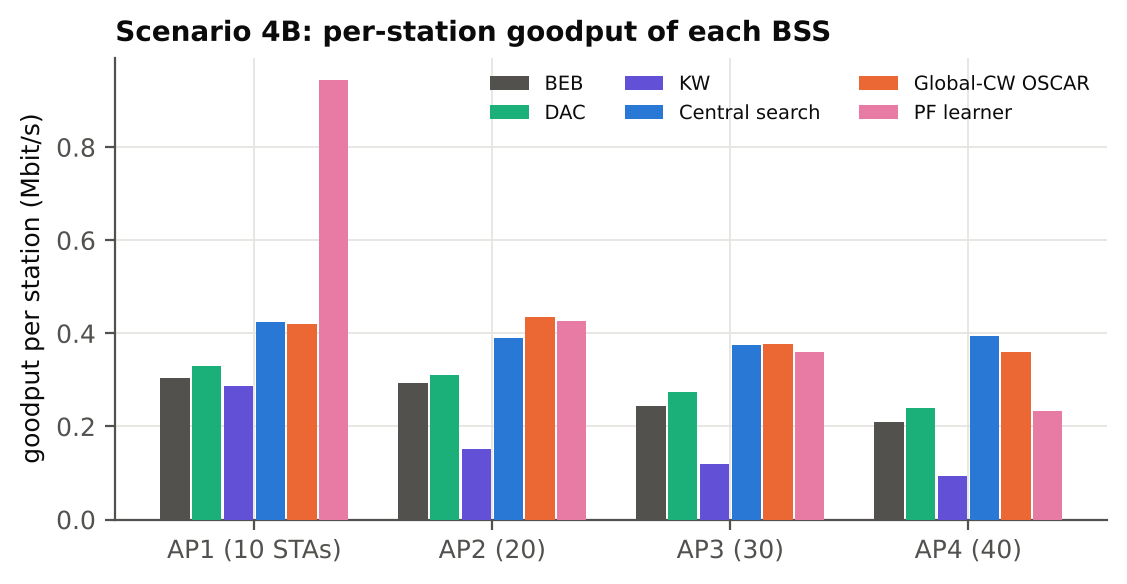 Scenario 4B: per-station goodput of each BSS
BEB
KW
Global-CW OSCAR
DAC
Central search
PF learner
goodput per station (Mbit/s)
0.8
0.6
0.4
0.2
0.0
AP1 (10 STAs)
AP2 (20)
AP3 (30)
AP4 (40)